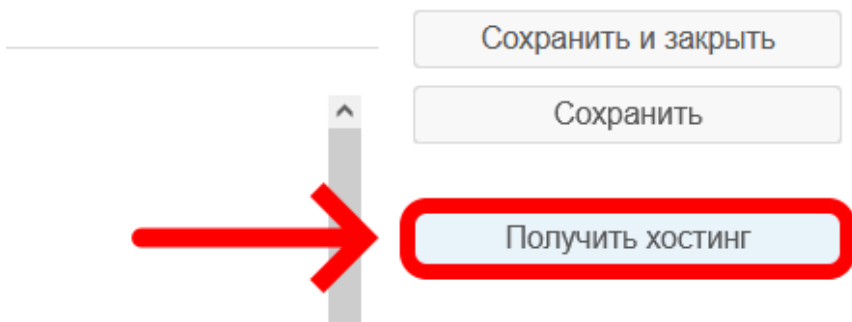 Сохранить и закрыть
Сохранить
Получить хостинг